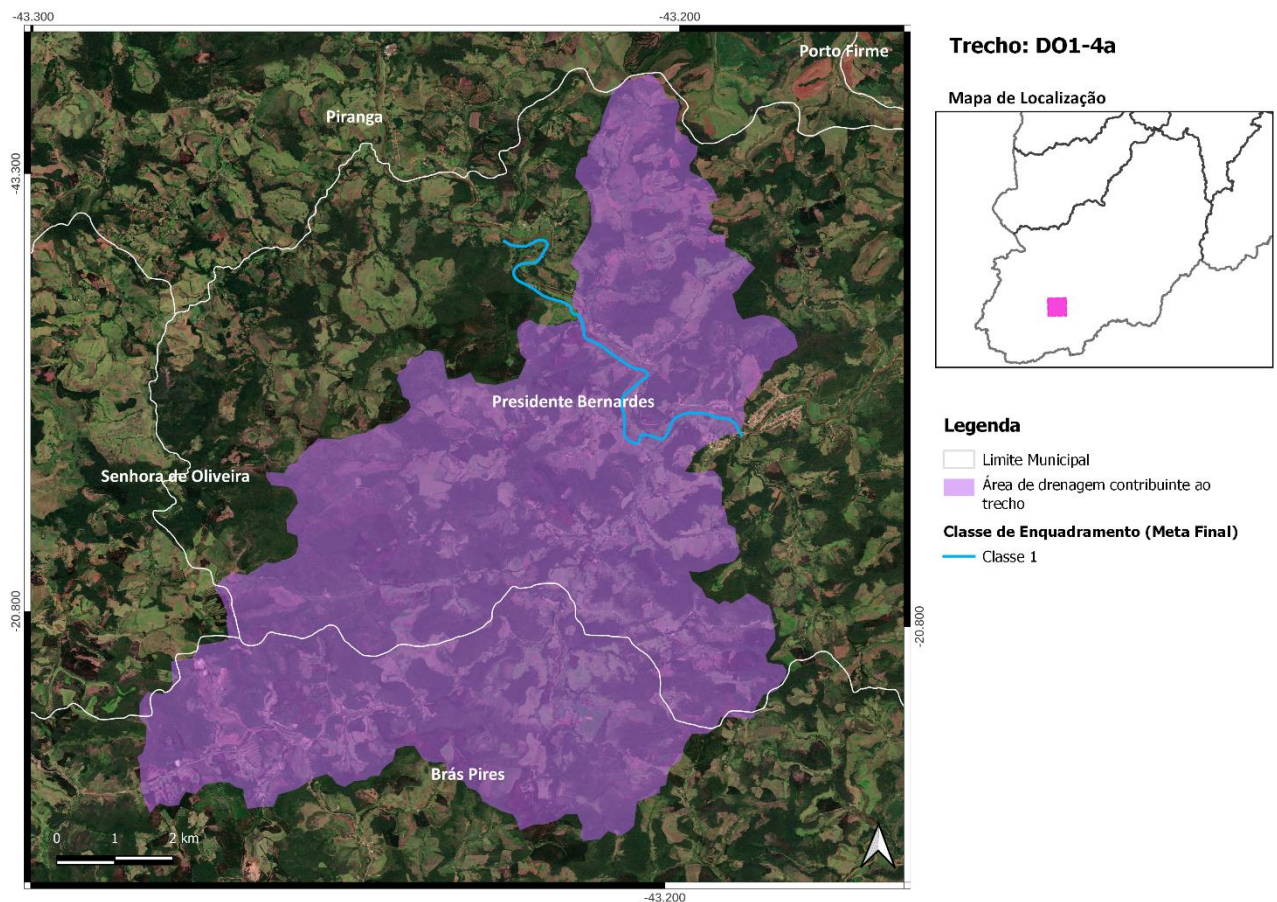 -43.300
-43.200
Trecho: DO1-4a
Porto Firme
Mapa de Localização
Piranga
-43.300
Presidente Bernardes
Legenda
Limite Municipal
Senhora de Oliveira
Área de drenagem contribuinte ao
trecho
Classe de Enquadramento (Meta Final)
Classe 1
-20.800
-20.800
Brás Pires
0 1 2 km
-43.200